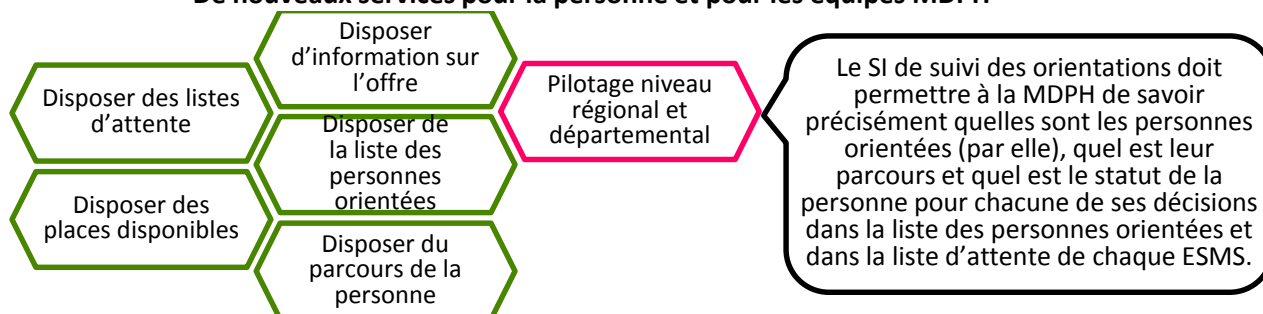 De nouveaux services pour la personne et pour les équipes MDPH
Disposer
d'information sur
l'offre
Disposer des listes
d'attente
Disposer de
la liste des
personnes
orientées
Disposer des
places disponibles
Disposer du
parcours de la
personne
Pilotage niveau
régional et
départemental
Le SI de suivi des orientations doit
permettre à la MDPH de savoir
précisément quelles sont les personnes
orientées (par elle), quel est leur
parcours et quel est le statut de la
personne pour chacune de ses décisions
dans la liste des personnes orientées et
dans la liste d'attente de chaque ESMS.